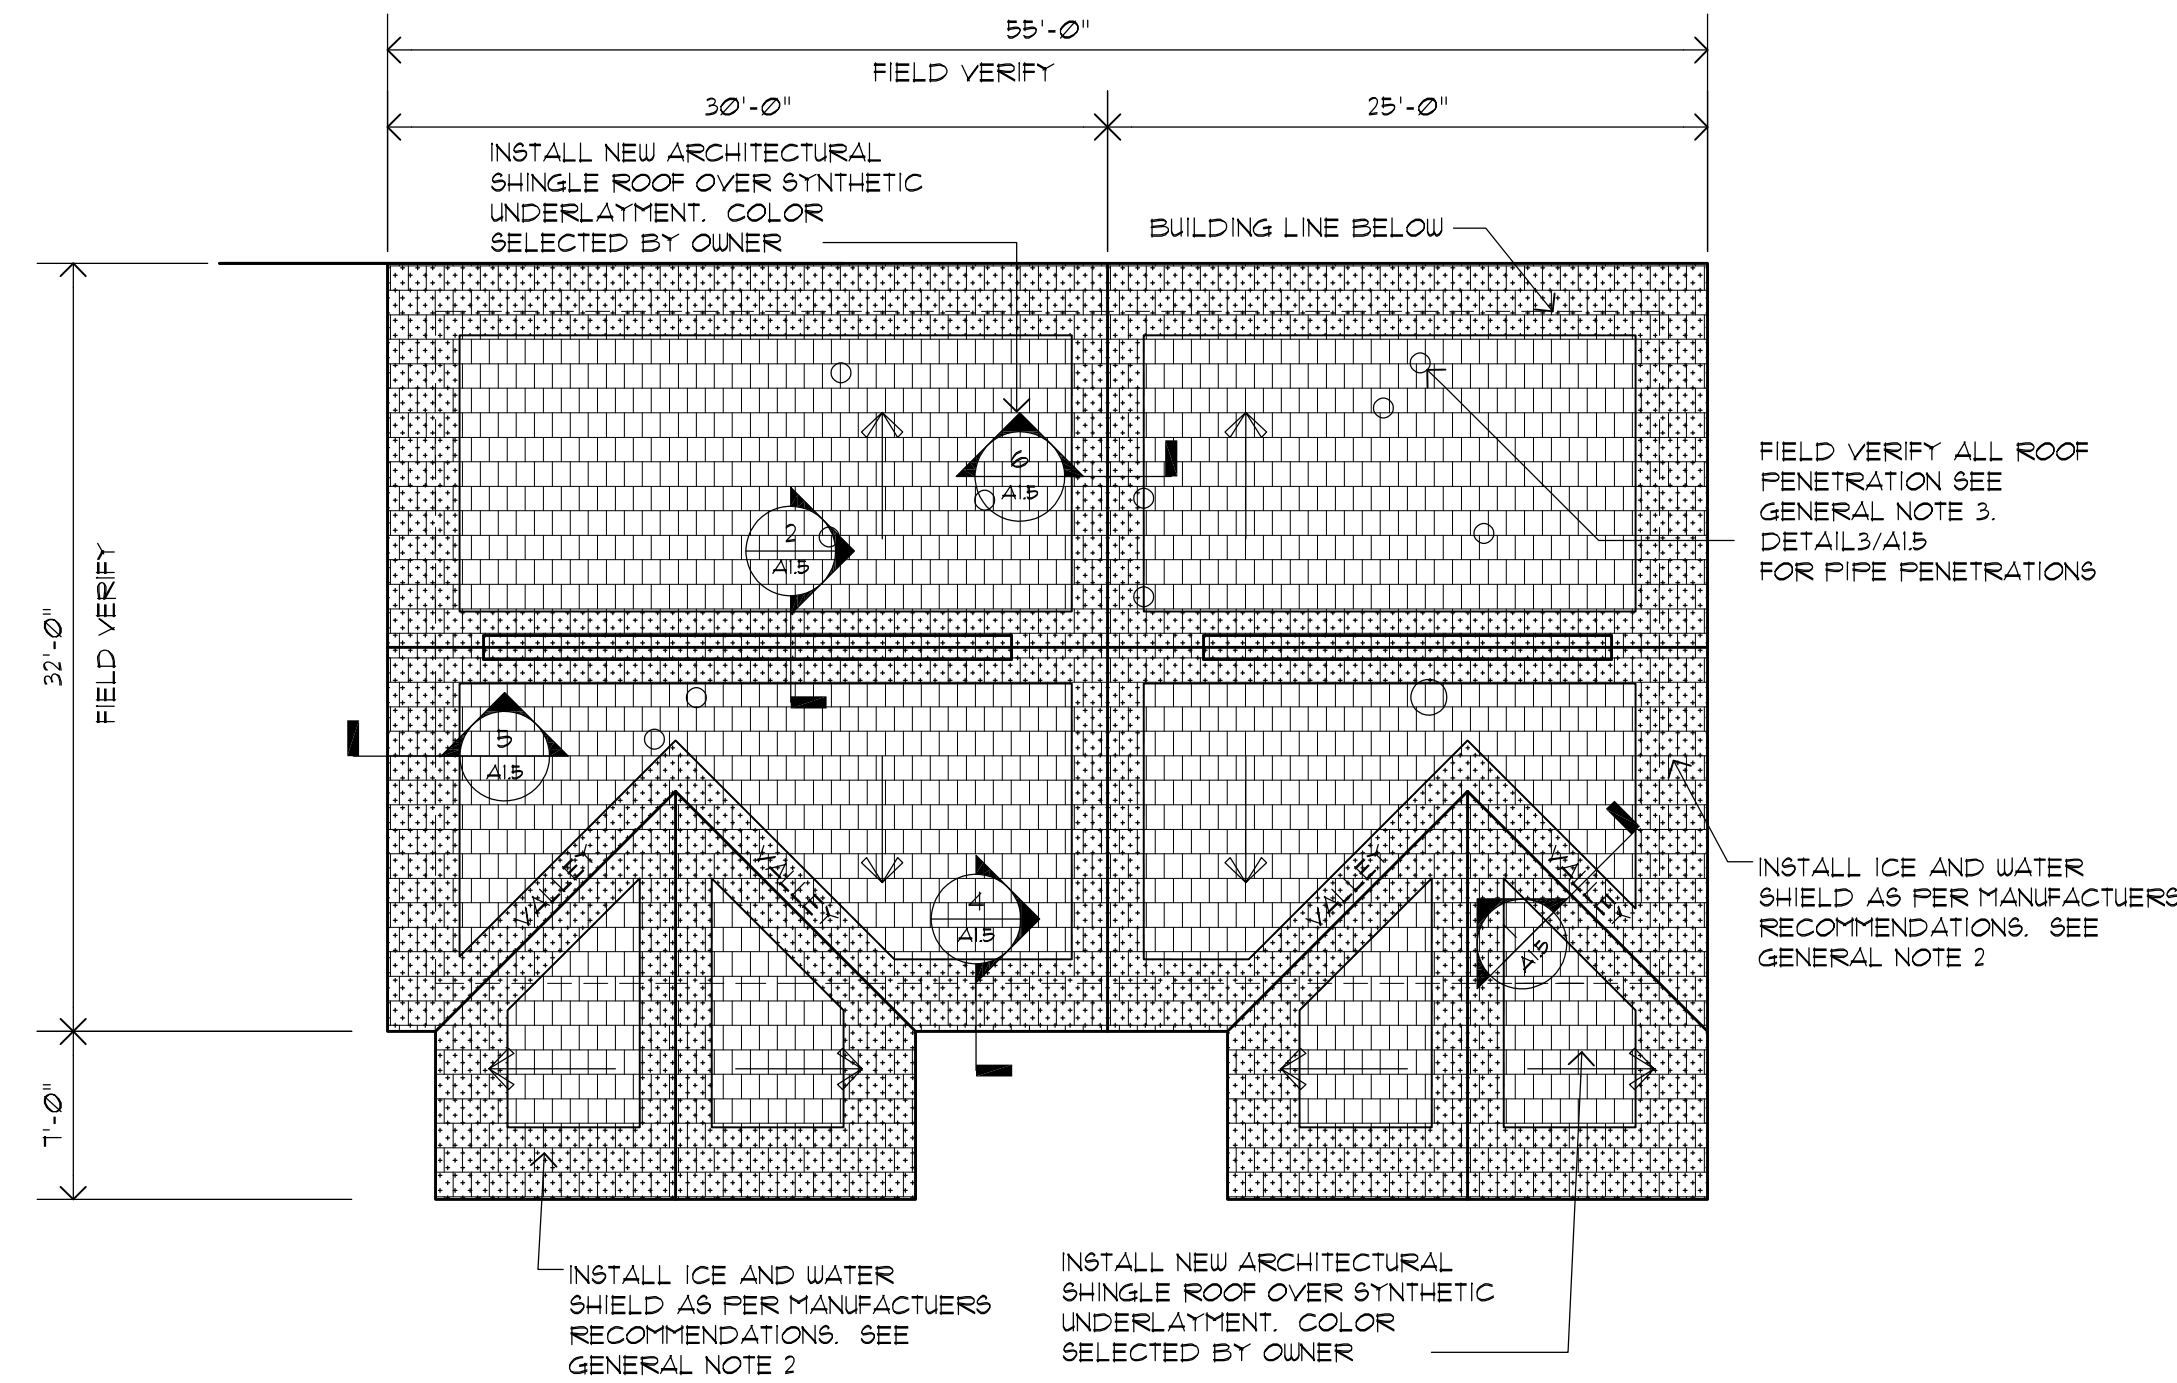 55'-0"
FIELD VERIFY
30'-0"
25'-0"
INSTALL NEW ARCHITECTURAL
SHINGLE ROOF OVER SYNTHETIC
UNDERLAYMENT. COLOR
SELECTED BY OWNER
BUILDING LINE BELOW
6
A1.5
2
A1.5
FIELD VERIFY ALL ROOF
PENETRATION SEE
GENERAL NOTE 3.
DETAIL3/A1.5
FOR PIPE PENETRATIONS
32'-0"
FIELD VERIFY
5
A1.5
VALLEY
VALLEY
4
A1.5
VALLEY
VALLEY
A1.5
INSTALL ICE AND WATER
SHIELD AS PER MANUFACTUERS
RECOMMENDATIONS. SEE
GENERAL NOTE 2
7'-0"
INSTALL ICE AND WATER
SHIELD AS PER MANUFACTUERS
RECOMMENDATIONS. SEE
GENERAL NOTE 2
INSTALL NEW ARCHITECTURAL
SHINGLE ROOF OVER SYNTHETIC
UNDERLAYMENT. COLOR
SELECTED BY OWNER